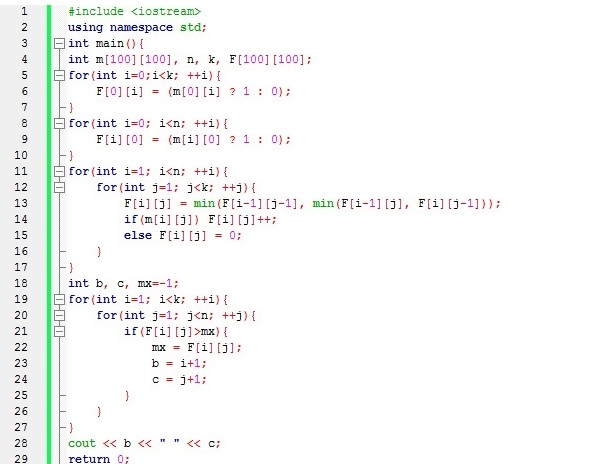 1 #include <iostream>
2 using namespace std;
3 int main(){
4 int m[100][100], n, k, F[100][100];
5 for(int i=0;i<k; ++i){
6 F[0][i] = (m[0][i] ? 1 : 0);
7 }
8 for(int i=0; i<n; ++i){
9 F[i][0] = (m[i][0] ? 1 : 0);
10 }
11 for(int i=1; i<n; ++i){
12 for(int j=1; j<k; ++j){
13 F[i][j] = min(F[i-1][j-1], min(F[i-1][j], F[i][j-1]));
14 if(m[i][j]) F[i][j]++;
15 else F[i][j] = 0;
16 }
17 }
18 int b, c, mx=-1;
19 for(int i=1; i<k; ++i){
20 for(int j=1; j<n; ++j){
21 if(F[i][j]>mx){
22 mx = F[i][j];
23 b = i+1;
24 c = j+1;
25 }
26 }
27 }
28 cout << b << " " << c;
29 return 0;